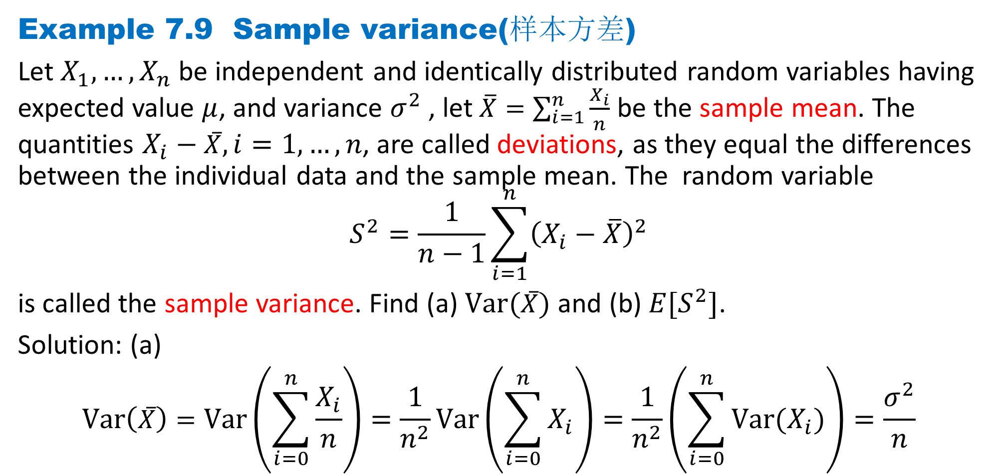 Example 7.9 Sample variance(样本方差)
Let $X_1, \dots, X_n$ be independent and identically distributed random variables having
expected value $\mu$, and variance $\sigma^2$ , let $\bar{X} = \sum_{i=1}^{n} \frac{X_i}{n}$ be the sample mean. The
quantities $X_i - \bar{X}, i = 1, \dots, n$, are called deviations, as they equal the differences
between the individual data and the sample mean. The random variable
$S^2 = \frac{1}{n-1} \sum_{i=1}^{n} (X_i - \bar{X})^2$
is called the sample variance. Find (a) $\mathrm{Var}(\bar{X})$ and (b) $E[S^2]$.
Solution: (a)
$\mathrm{Var}(\bar{X}) = \mathrm{Var}\left(\sum_{i=0}^{n} \frac{X_i}{n}\right) = \frac{1}{n^2} \mathrm{Var}\left(\sum_{i=0}^{n} X_i\right) = \frac{1}{n^2} \left(\sum_{i=0}^{n} \mathrm{Var}(X_i)\right) = \frac{\sigma^2}{n}$